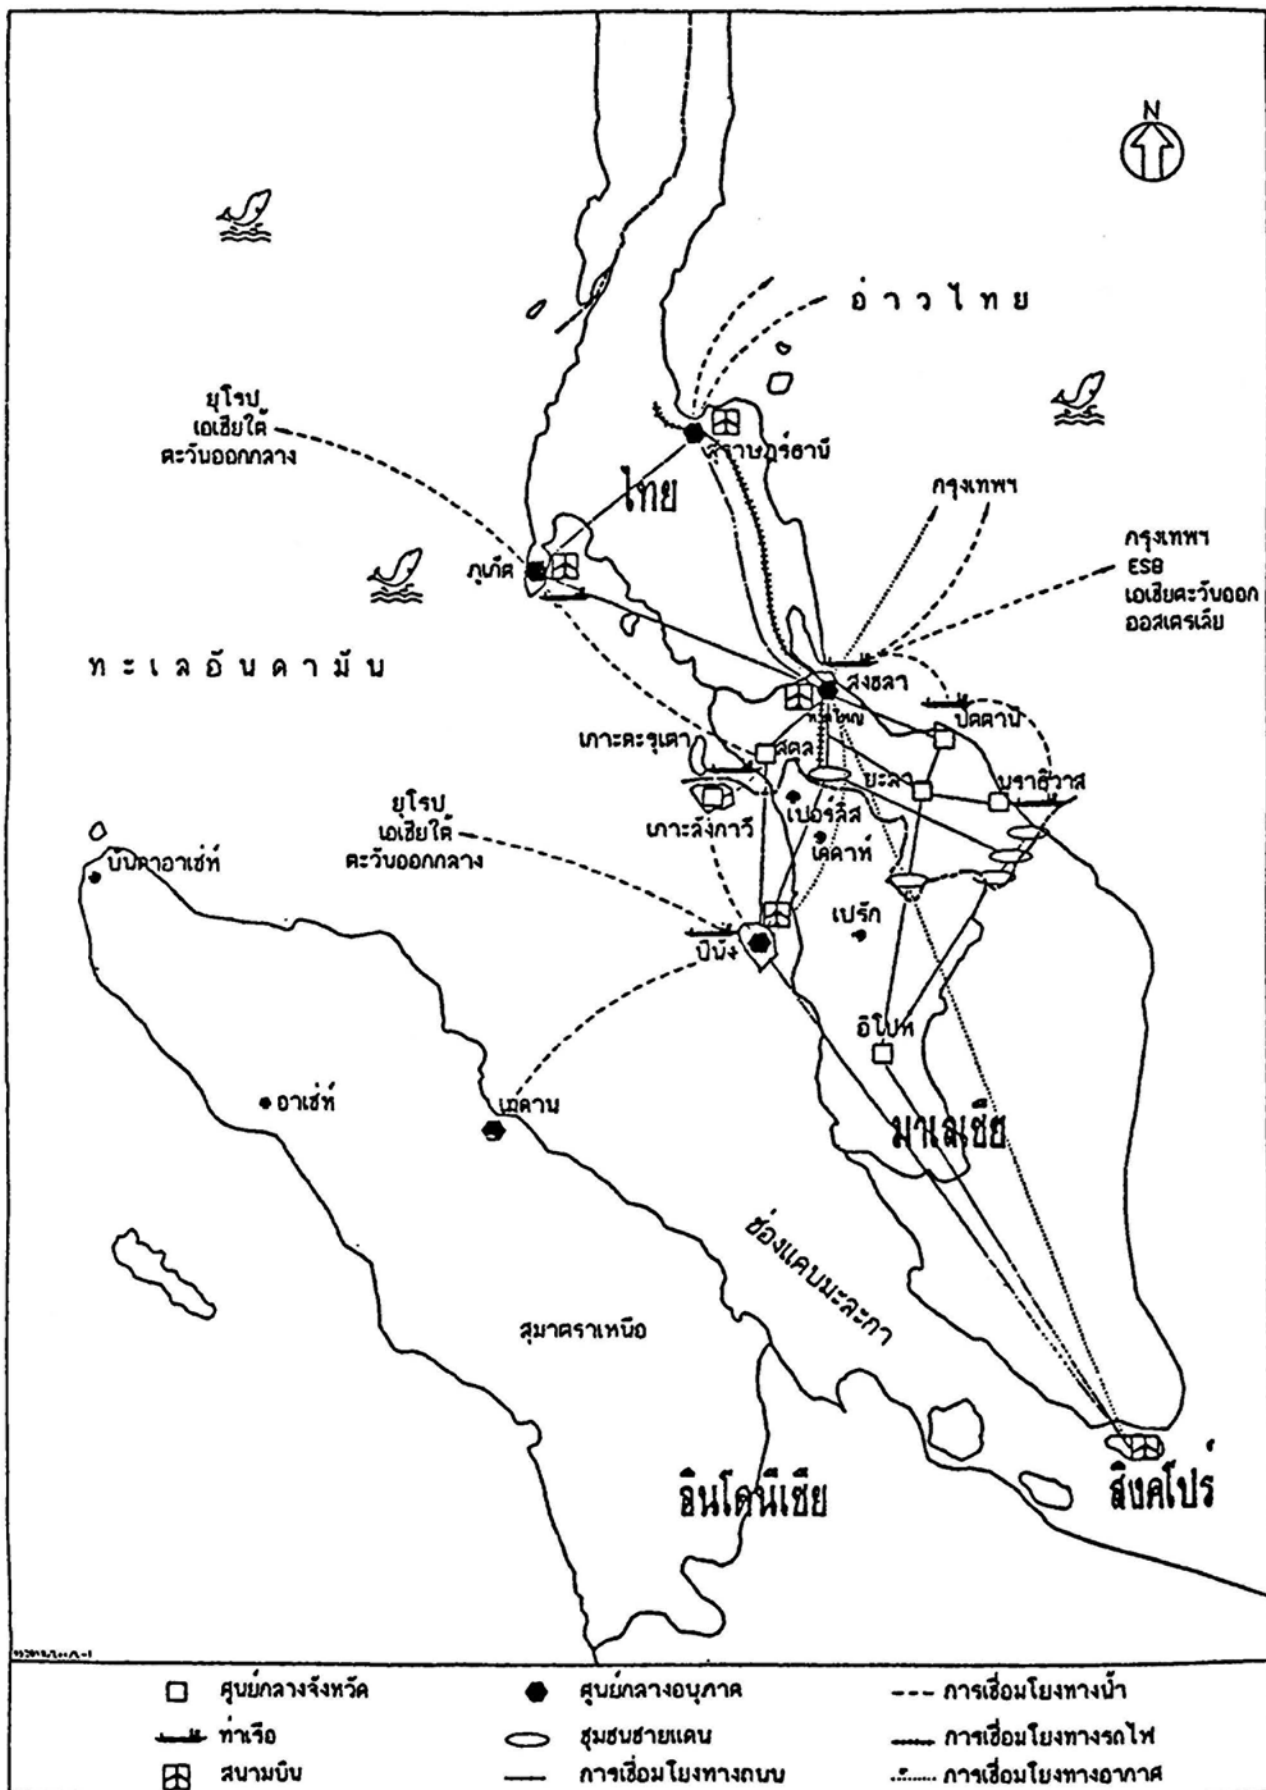 N
อ่าวไทย
ยุโรป
เอเชียใต้
ตะวันออกกลาง
สุราษฎร์ธานี
ไทย
กรุงเทพฯ
กรุงเทพฯ
ESB
เอเชียตะวันออก
ออสเตรเลีย
ภูเก็ต
ทะเลอันดามัน
สงขลา
หาดใหญ่
ปัตตานี
เกาะตะรุเตา
สตูล
ยะลา
นราธิวาส
ยุโรป
เอเชียใต้
ตะวันออกกลาง
เกาะลังกาวี
เปอร์ลิส
เคดาห์
บันดาอาเช่ห์
เปรัก
ปีนัง
อิโปห์
อาเช่ห์
เมดาน
มาเลเซีย
ช่องแคบมะละกา
สุมาตราเหนือ
อินโดนีเซีย
สิงคโปร์
ศูนย์กลางจังหวัด
ศูนย์กลางอนุภาค
การเชื่อมโยงทางน้ำ
ท่าเรือ
ชุมชนชายแดน
การเชื่อมโยงทางรถไฟ
สนามบิน
การเชื่อมโยงทางถนน
การเชื่อมโยงทางอากาศ